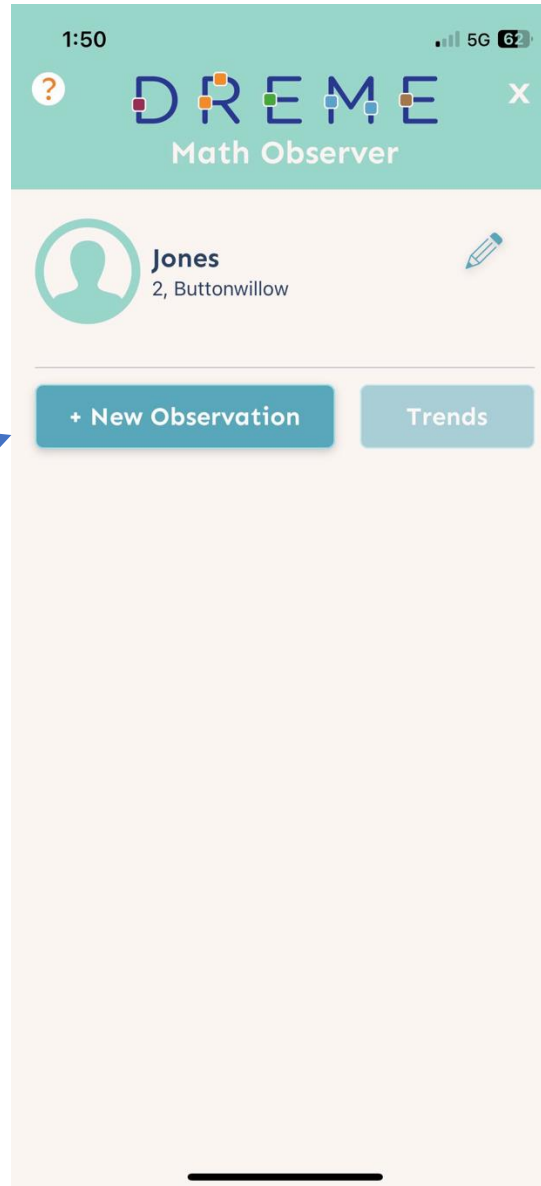 1:50 5G 62
?
DREME X
Math Observer
Jones
2, Buttonwillow
+ New Observation Trends